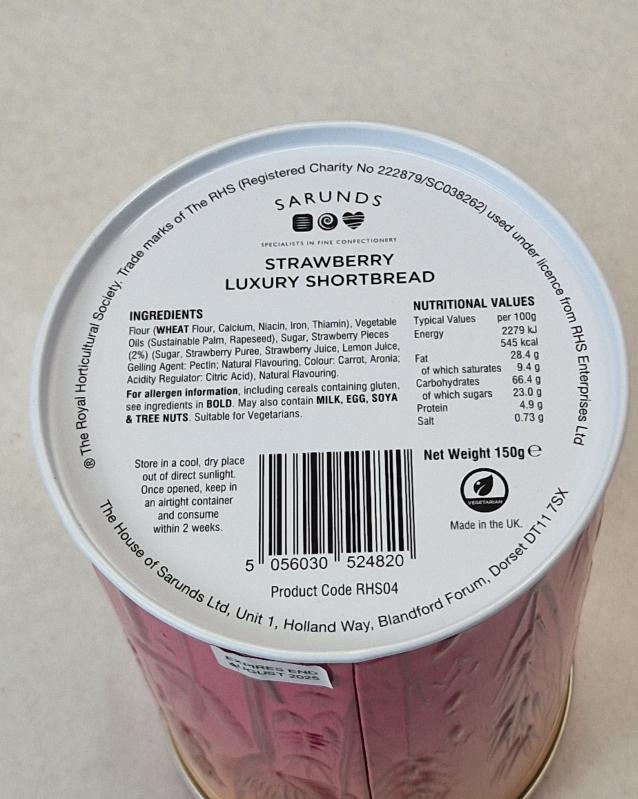 ® The Royal Horticultural Society. Trade marks of The RHS (Registered Charity No 222879/SC038262) used under licence from RHS Enterprises Ltd
SARUNDS
SPECIALISTS IN FINE CONFECTIONERY
STRAWBERRY
LUXURY SHORTBREAD
INGREDIENTS
Flour (WHEAT Flour, Calcium, Niacin, Iron, Thiamin), Vegetable
Oils (Sustainable Palm, Rapeseed), Sugar, Strawberry Pieces
(2%) (Sugar, Strawberry Puree, Strawberry Juice, Lemon Juice,
Gelling Agent: Pectin; Natural Flavouring, Colour: Carrot, Aronia;
Acidity Regulator: Citric Acid), Natural Flavouring.
For allergen information, including cereals containing gluten,
see ingredients in BOLD. May also contain MILK, EGG, SOYA
& TREE NUTS. Suitable for Vegetarians.
NUTRITIONAL VALUES
Typical Values per 100g
Energy 2279 kJ
545 kcal
Fat 28.4 g
of which saturates 9.4 g
Carbohydrates 66.4 g
of which sugars 23.0 g
Protein 4.9 g
Salt 0.73 g
Store in a cool, dry place
out of direct sunlight.
Once opened, keep in
an airtight container
and consume
within 2 weeks.
5 056030 524820
Product Code RHS04
Net Weight 150g ℮
VEGETARIAN
Made in the UK.
The House of Sarunds Ltd, Unit 1, Holland Way, Blandford Forum, Dorset DT11 7SX
EXPIRES END
AUGUST 2025